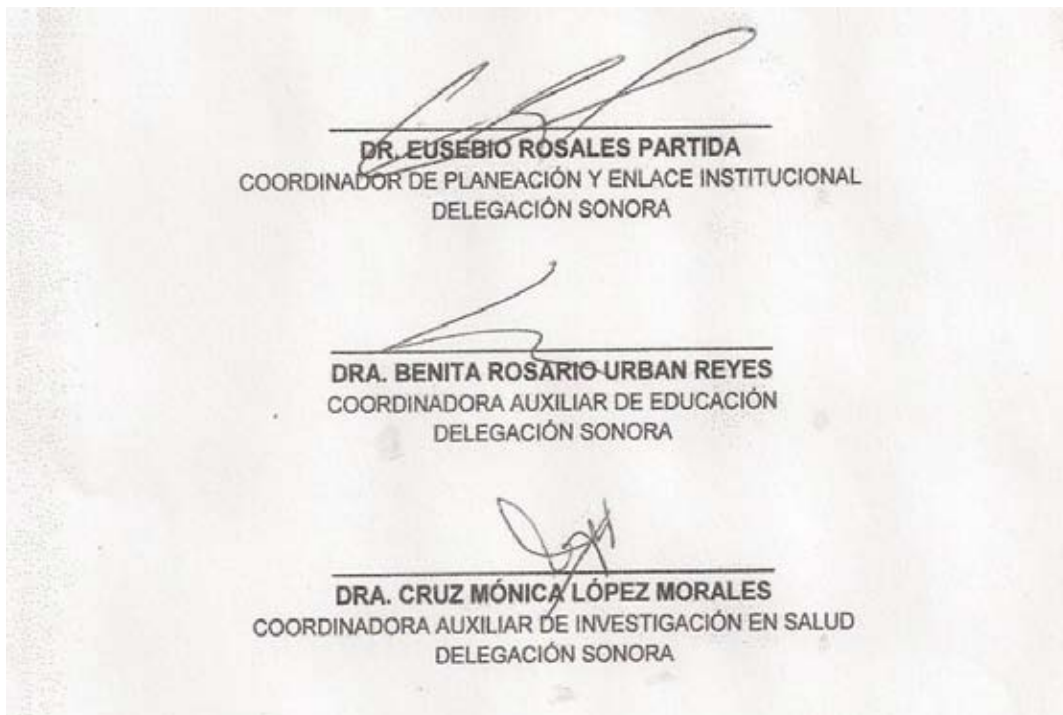 DR. EUSEBIO ROSALES PARTIDA
COORDINADOR DE PLANEACIÓN Y ENLACE INSTITUCIONAL
DELEGACIÓN SONORA
DRA. BENITA ROSARIO URBAN REYES
COORDINADORA AUXILIAR DE EDUCACIÓN
DELEGACIÓN SONORA
DRA. CRUZ MÓNICA LÓPEZ MORALES
COORDINADORA AUXILIAR DE INVESTIGACIÓN EN SALUD
DELEGACIÓN SONORA